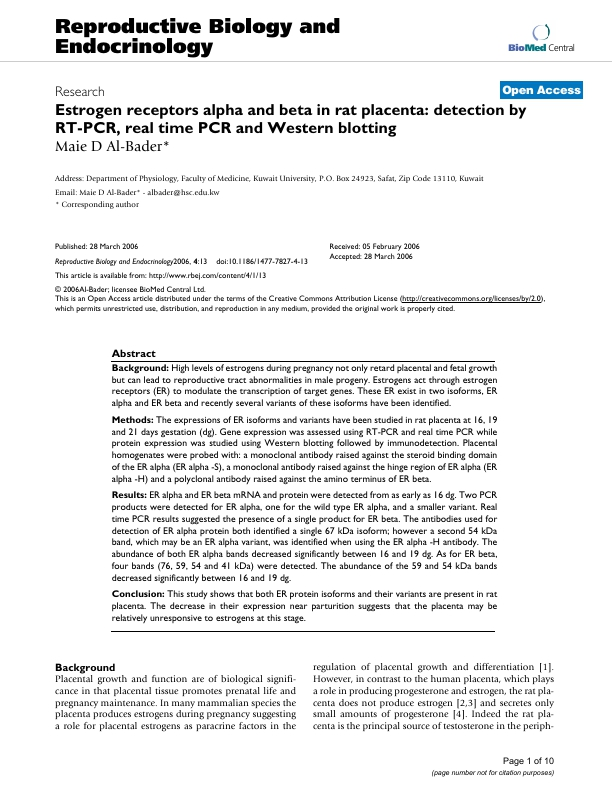 Reproductive Biology and
Endocrinology
BioMed Central
Open Access
Research
Estrogen receptors alpha and beta in rat placenta: detection by
RT-PCR, real time PCR and Western blotting
Maie D Al-Bader*
Address: Department of Physiology, Faculty of Medicine, Kuwait University, P.O. Box 24923, Safat, Zip Code 13110, Kuwait
Email: Maie D Al-Bader* - albader@hsc.edu.kw
* Corresponding author
Published: 28 March 2006
Reproductive Biology and Endocrinology2006, 4:13 doi:10.1186/1477-7827-4-13
Received: 05 February 2006
Accepted: 28 March 2006
This article is available from: http://www.rbej.com/content/4/1/13
© 2006Al-Bader; licensee BioMed Central Ltd.
This is an Open Access article distributed under the terms of the Creative Commons Attribution License (http://creativecommons.org/licenses/by/2.0),
which permits unrestricted use, distribution, and reproduction in any medium, provided the original work is properly cited.
Abstract
Background: High levels of estrogens during pregnancy not only retard placental and fetal growth
but can lead to reproductive tract abnormalities in male progeny. Estrogens act through estrogen
receptors (ER) to modulate the transcription of target genes. These ER exist in two isoforms, ER
alpha and ER beta and recently several variants of these isoforms have been identified.
Methods: The expressions of ER isoforms and variants have been studied in rat placenta at 16, 19
and 21 days gestation (dg). Gene expression was assessed using RT-PCR and real time PCR while
protein expression was studied using Western blotting followed by immunodetection. Placental
homogenates were probed with: a monoclonal antibody raised against the steroid binding domain
of the ER alpha (ER alpha -S), a monoclonal antibody raised against the hinge region of ER alpha (ER
alpha -H) and a polyclonal antibody raised against the amino terminus of ER beta.
Results: ER alpha and ER beta mRNA and protein were detected from as early as 16 dg. Two PCR
products were detected for ER alpha, one for the wild type ER alpha, and a smaller variant. Real
time PCR results suggested the presence of a single product for ER beta. The antibodies used for
detection of ER alpha protein both identified a single 67 kDa isoform; however a second 54 kDa
band, which may be an ER alpha variant, was identified when using the ER alpha -H antibody. The
abundance of both ER alpha bands decreased significantly between 16 and 19 dg. As for ER beta,
four bands (76, 59, 54 and 41 kDa) were detected. The abundance of the 59 and 54 kDa bands
decreased significantly between 16 and 19 dg.
Conclusion: This study shows that both ER protein isoforms and their variants are present in rat
placenta. The decrease in their expression near parturition suggests that the placenta may be
relatively unresponsive to estrogens at this stage.
Background
Placental growth and function are of biological signifi-
cance in that placental tissue promotes prenatal life and
pregnancy maintenance. In many mammalian species the
placenta produces estrogens during pregnancy suggesting
a role for placental estrogens as paracrine factors in the
regulation of placental growth and differentiation [1].
However, in contrast to the human placenta, which plays
a role in producing progesterone and estrogen, the rat pla-
centa does not produce estrogen [2,3] and secretes only
small amounts of progesterone [4]. Indeed the rat pla-
centa is the principal source of testosterone in the periph-
Page 1 of 10
(page number not for citation purposes)